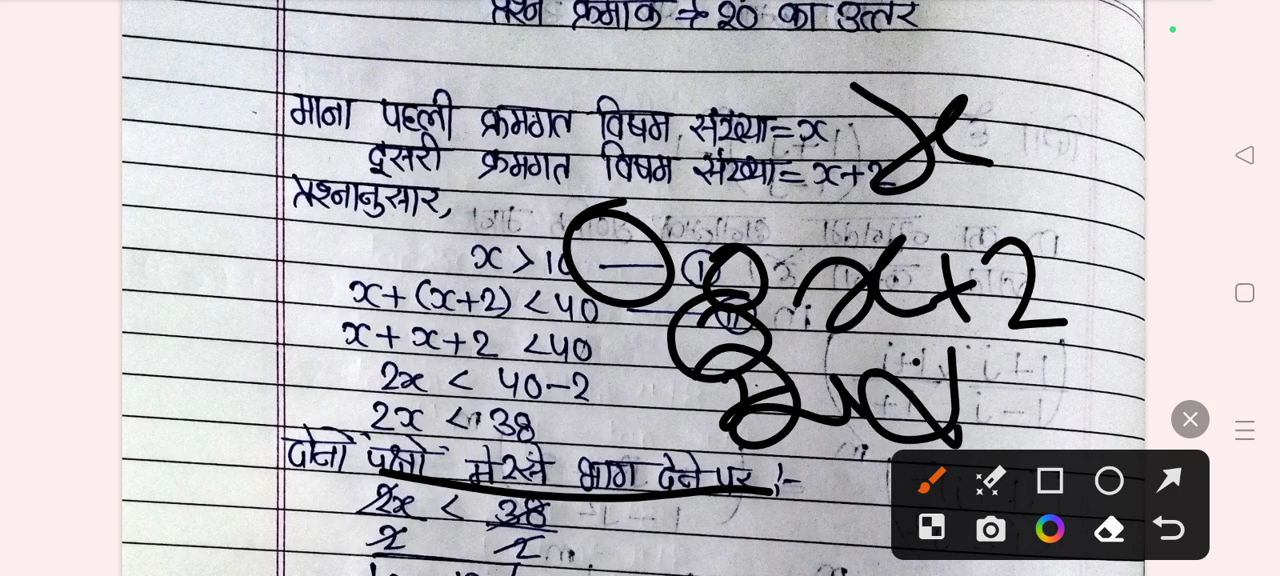 प्रश्न क्रमांक → 20 का उत्तर
माना पहली क्रमगत विषम संख्या = x
दूसरी क्रमगत विषम संख्या = x+2
प्रश्नानुसार,
x > 10 — (i)
x + (x+2) < 40 — (ii)
x + x + 2 < 40
2x < 40-2
2x < 38
दोनों पक्षों में से भाग देने पर :-
2x < 38
2 2
x
x+2